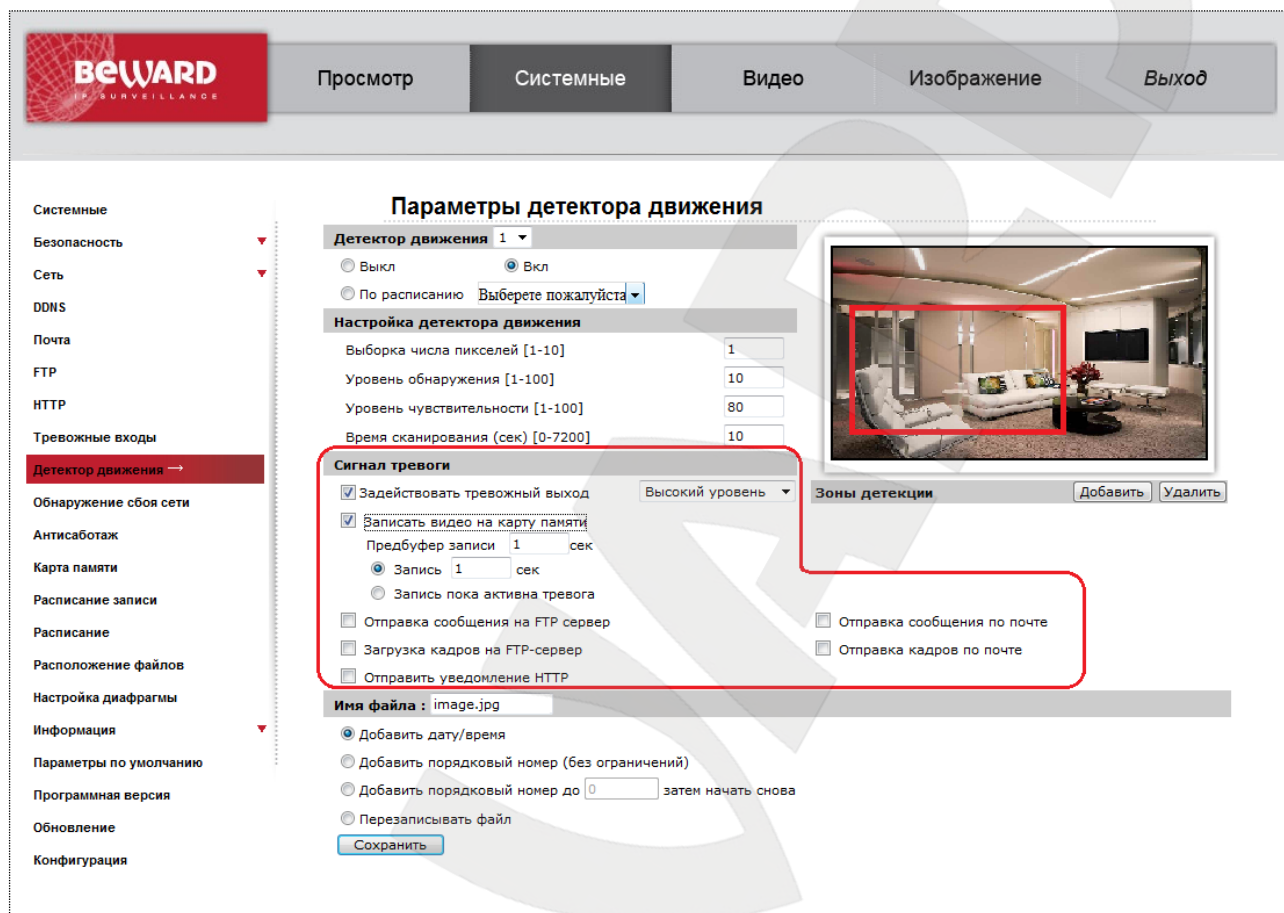 BEWARD
IP SURVEILLANCE
Просмотр
Системные
Видео
Изображение
Выход
Системные
Безопасность
Сеть
DDNS
Почта
FTP
HTTP
Тревожные входы
Детектор движения →
Обнаружение сбоя сети
Антисаботаж
Карта памяти
Расписание записи
Расписание
Расположение файлов
Настройка диафрагмы
Информация
Параметры по умолчанию
Программная версия
Обновление
Конфигурация
Параметры детектора движения
Детектор движения 1
Выкл Вкл
По расписанию Выберете пожалуйста
Настройка детектора движения
Выборка числа пикселей [1-10] 1
Уровень обнаружения [1-100] 10
Уровень чувствительности [1-100] 80
Время сканирования (сек) [0-7200] 10
Сигнал тревоги
Задействовать тревожный выход Высокий уровень
Зоны детекции Добавить Удалить
Записать видео на карту памяти
Предбуфер записи 1 сек
Запись 1 сек
Запись пока активна тревога
Отправка сообщения на FTP сервер Отправка сообщения по почте
Загрузка кадров на FTP-сервер Отправка кадров по почте
Отправить уведомление HTTP
Имя файла : image.jpg
Добавить дату/время
Добавить порядковый номер (без ограничений)
Добавить порядковый номер до 0 затем начать снова
Перезаписывать файл
Сохранить